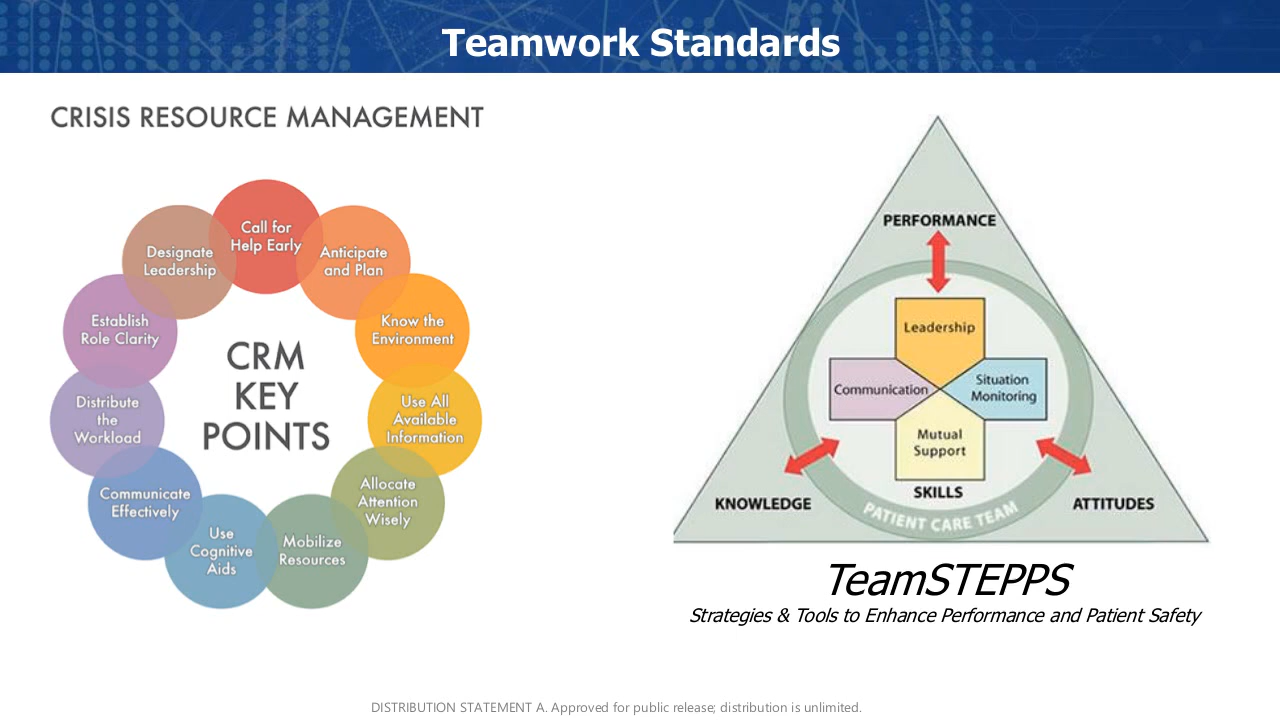 Teamwork Standards
CRISIS RESOURCE MANAGEMENT
Call for
Help Early
Anticipate
and Plan
Know the
Environment
Use All
Available
Information
Allocate
Attention
Wisely
Mobilize
Resources
Use
Cognitive
Aids
Communicate
Effectively
Distribute
the
Workload
Establish
Role Clarity
Designate
Leadership
CRM
KEY
POINTS
PERFORMANCE
Leadership
Communication
Situation
Monitoring
Mutual
Support
SKILLS
KNOWLEDGE
ATTITUDES
PATIENT CARE TEAM
TeamSTEPPS
Strategies & Tools to Enhance Performance and Patient Safety
DISTRIBUTION STATEMENT A. Approved for public release; distribution is unlimited.